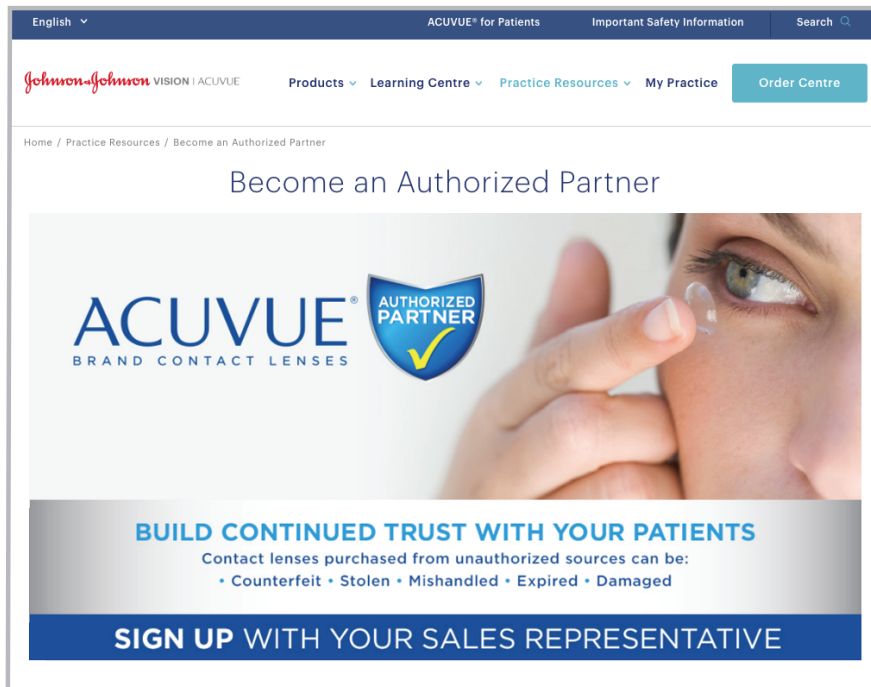 English
ACUVUE® for Patients
Important Safety Information
Search
Johnson&Johnson VISION | ACUVUE
Products
Learning Centre
Practice Resources
My Practice
Order Centre
Home / Practice Resources / Become an Authorized Partner
Become an Authorized Partner
ACUVUE®
BRAND CONTACT LENSES
AUTHORIZED
PARTNER
BUILD CONTINUED TRUST WITH YOUR PATIENTS
Contact lenses purchased from unauthorized sources can be:
• Counterfeit • Stolen • Mishandled • Expired • Damaged
SIGN UP WITH YOUR SALES REPRESENTATIVE